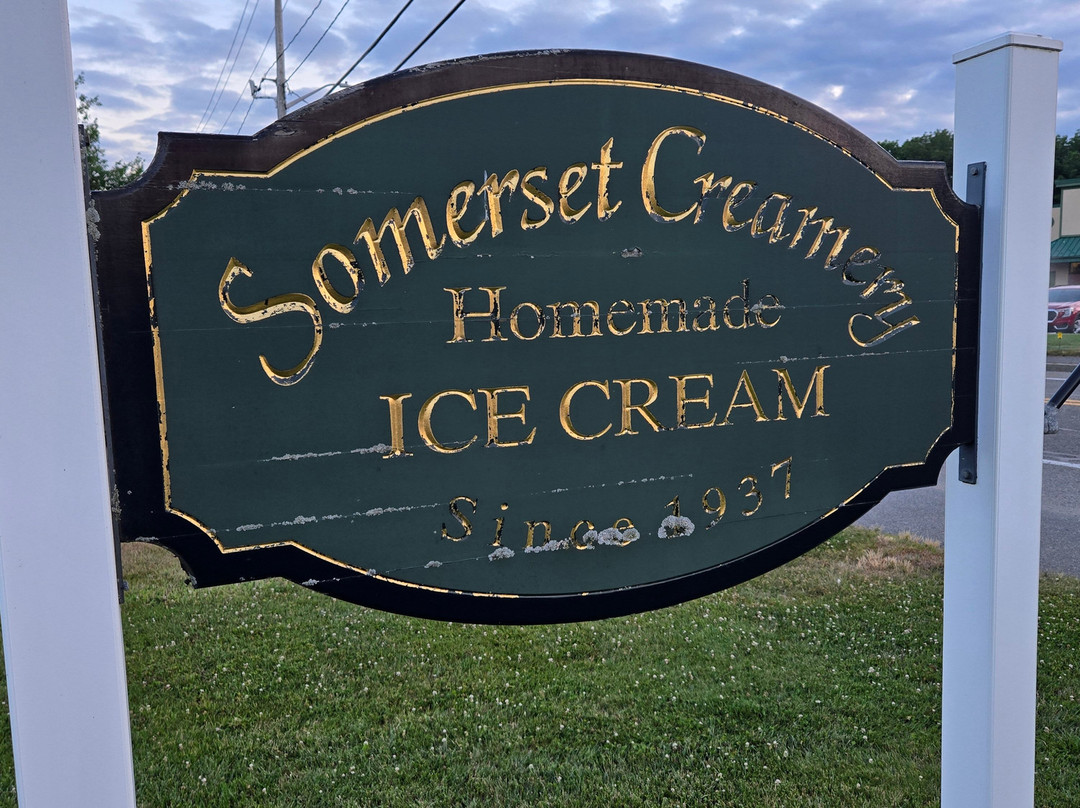 Somerset Creamery
Homemade
ICE CREAM
Since 1937